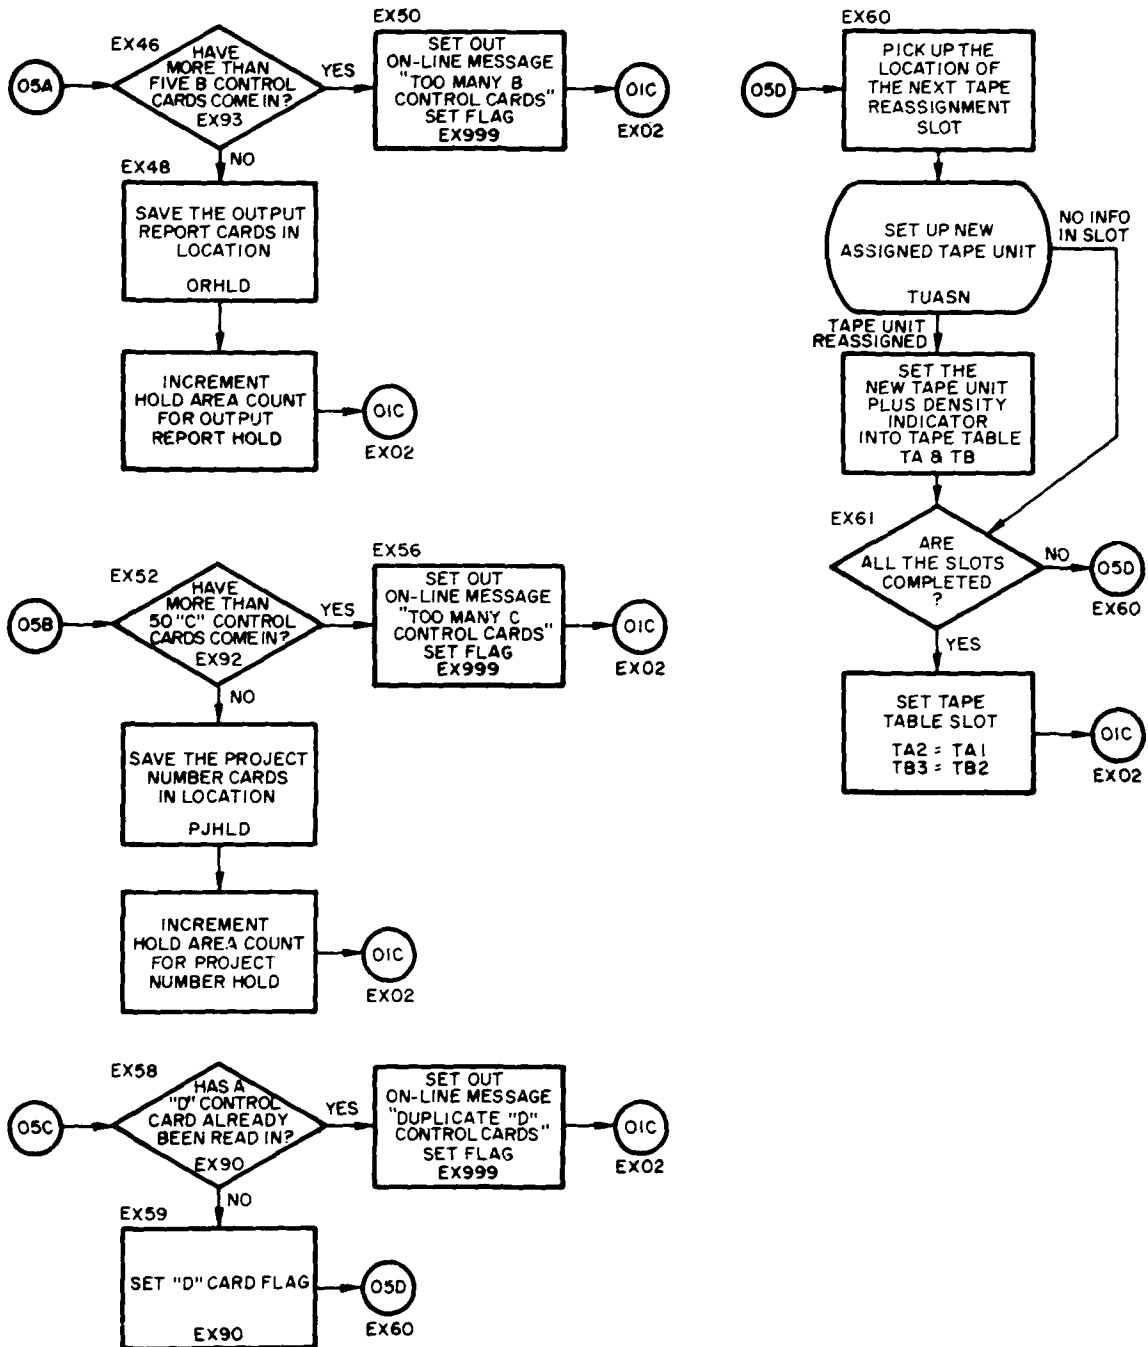 EX46
05A
HAVE
MORE THAN
FIVE B CONTROL
CARDS COME IN?
EX93
YES
NO
EX50
SET OUT
ON-LINE MESSAGE
"TOO MANY B
CONTROL CARDS"
SET FLAG
EX999
01C
EX02
EX48
SAVE THE OUTPUT
REPORT CARDS IN
LOCATION
ORHLD
INCREMENT
HOLD AREA COUNT
FOR OUTPUT
REPORT HOLD
01C
EX02
EX52
05B
HAVE
MORE THAN
50 "C" CONTROL
CARDS COME IN?
EX92
YES
NO
EX56
SET OUT
ON-LINE MESSAGE
"TOO MANY C
CONTROL CARDS"
SET FLAG
EX999
01C
EX02
SAVE THE PROJECT
NUMBER CARDS
IN LOCATION
PJHLD
INCREMENT
HOLD AREA COUNT
FOR PROJECT
NUMBER HOLD
01C
EX02
EX58
05C
HAS A
"D" CONTROL
CARD ALREADY
BEEN READ IN?
EX90
YES
NO
SET OUT
ON-LINE MESSAGE
"DUPLICATE "D"
CONTROL CARDS"
SET FLAG
EX999
01C
EX02
EX59
SET "D" CARD FLAG
EX90
05D
EX60
EX60
05D
PICK UP THE
LOCATION OF
THE NEXT TAPE
REASSIGNMENT
SLOT
SET UP NEW
ASSIGNED TAPE UNIT
TUASN
NO INFO
IN SLOT
TAPE UNIT
REASSIGNED
SET THE
NEW TAPE UNIT
PLUS DENSITY
INDICATOR
INTO TAPE TABLE
TA & TB
EX61
ARE
ALL THE SLOTS
COMPLETED
?
NO
05D
EX60
YES
SET TAPE
TABLE SLOT
TA2 = TA1
TB3 = TB2
01C
EX02